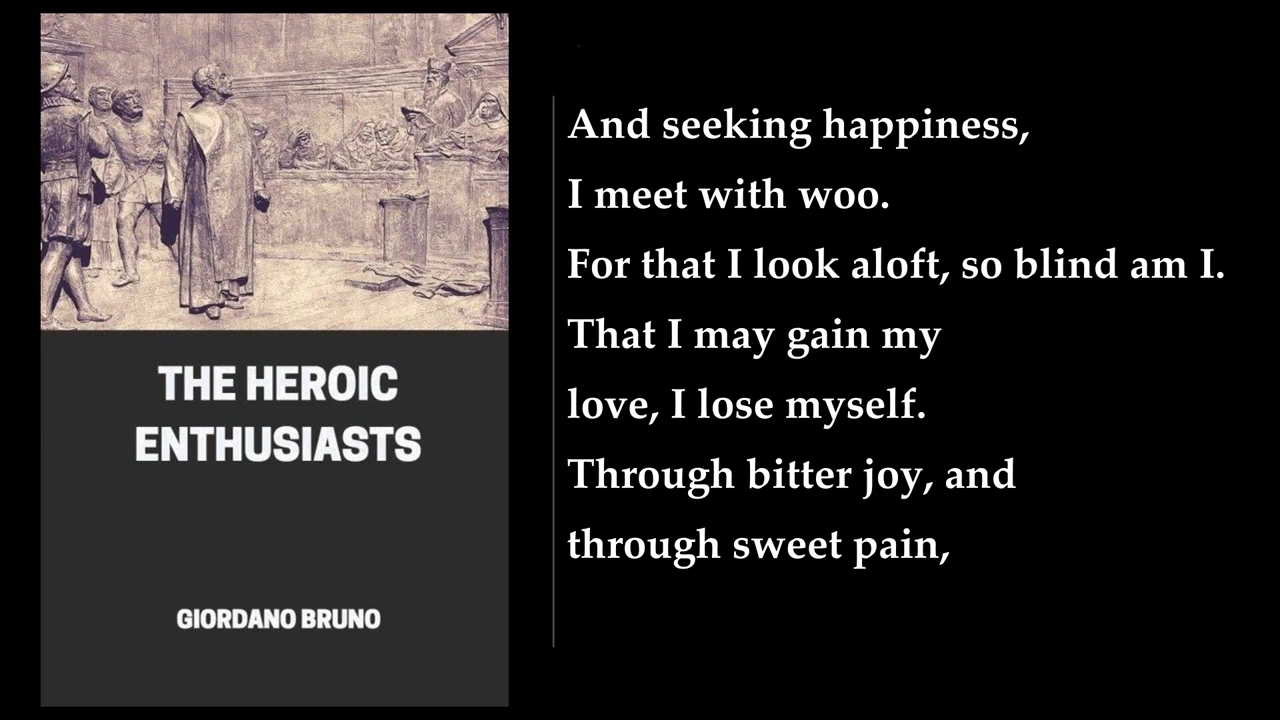 THE HEROIC
ENTHUSIASTS
GIORDANO BRUNO
And seeking happiness,
I meet with woo.
For that I look aloft, so blind am I.
That I may gain my
love, I lose myself.
Through bitter joy, and
through sweet pain,